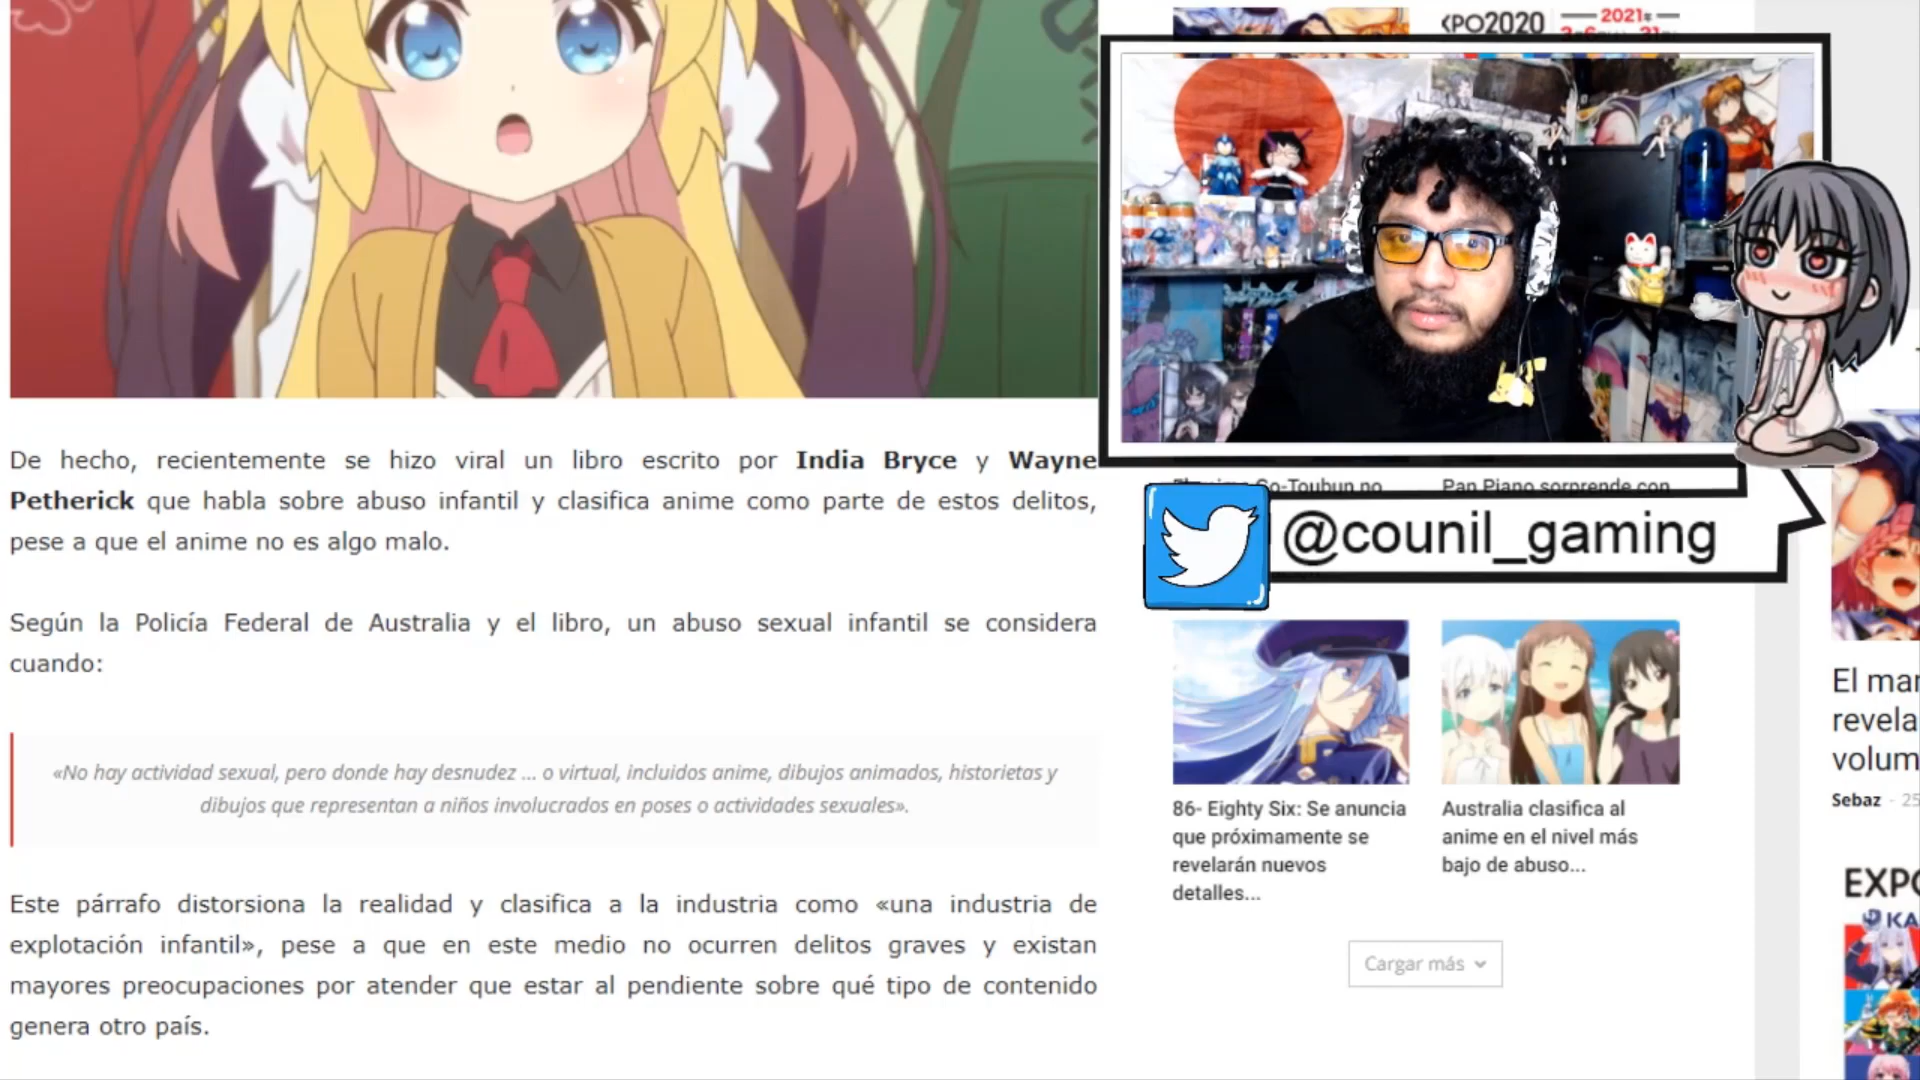 De hecho, recientemente se hizo viral un libro escrito por India Bryce y Wayne
Petherick que habla sobre abuso infantil y clasifica anime como parte de estos delitos,
pese a que el anime no es algo malo.
Según la Policía Federal de Australia y el libro, un abuso sexual infantil se considera
cuando:
«No hay actividad sexual, pero donde hay desnudez ... o virtual, incluidos anime, dibujos animados, historietas y
dibujos que representan a niños involucrados en poses o actividades sexuales».
Este párrafo distorsiona la realidad y clasifica a la industria como «una industria de
explotación infantil», pese a que en este medio no ocurren delitos graves y existan
mayores preocupaciones por atender que estar al pendiente sobre qué tipo de contenido
genera otro país.
XPO2020
2021年
Go-Toubun no
Pan Piano sorprende con
@counil_gaming
86- Eighty Six: Se anuncia
que próximamente se
revelarán nuevos
detalles...
Australia clasifica al
anime en el nivel más
bajo de abuso...
Cargar más
El mar
revela
volum
Sebaz - 25
EXPO
KA